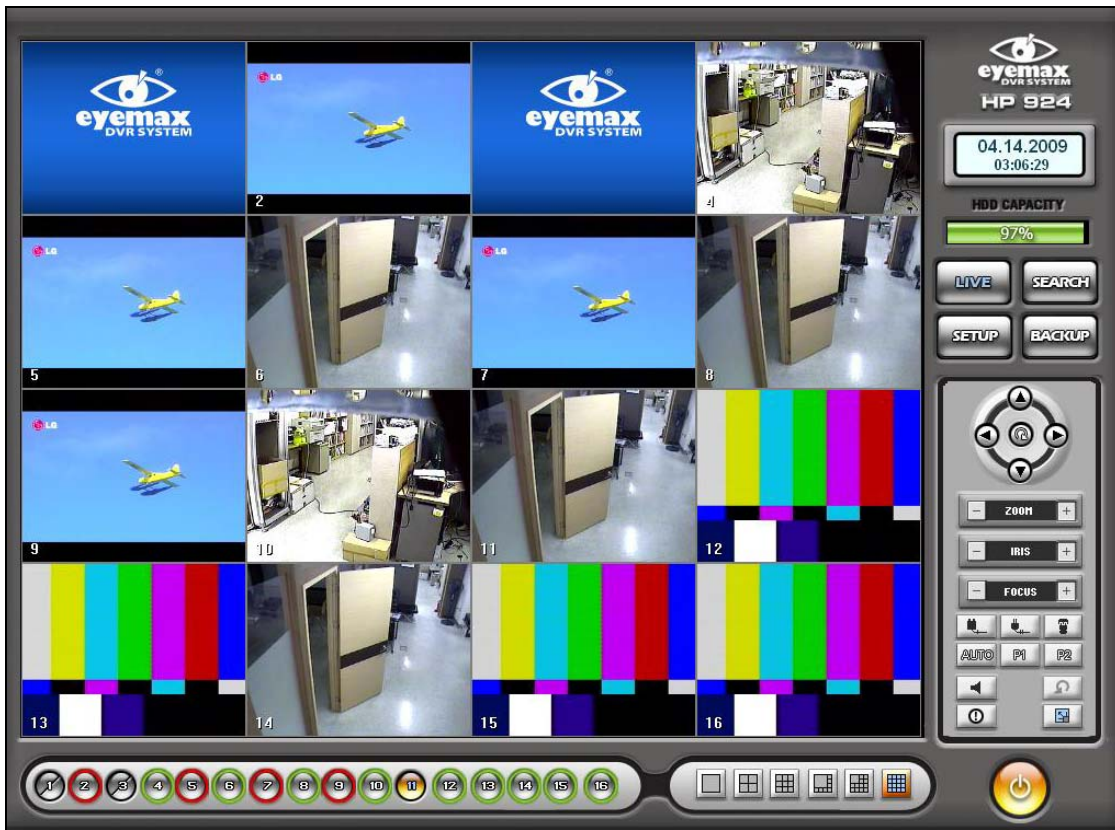 eyemax®
DVR SYSTEM
LG
2
eyemax®
DVR SYSTEM
4
LG
5
6
LG
7
8
LG
9
10
11
12
13
14
15
16
eyemax
DVR SYSTEM
HP 924
04.14.2009
03:06:29
HDD CAPACITY
97%
LIVE
SEARCH
SETUP
BACKUP
- ZOOM +
- IRIS +
- FOCUS +
AUTO P1 P2
1 2 3 4 5 6 7 8 9 10 11 12 13 14 15 16